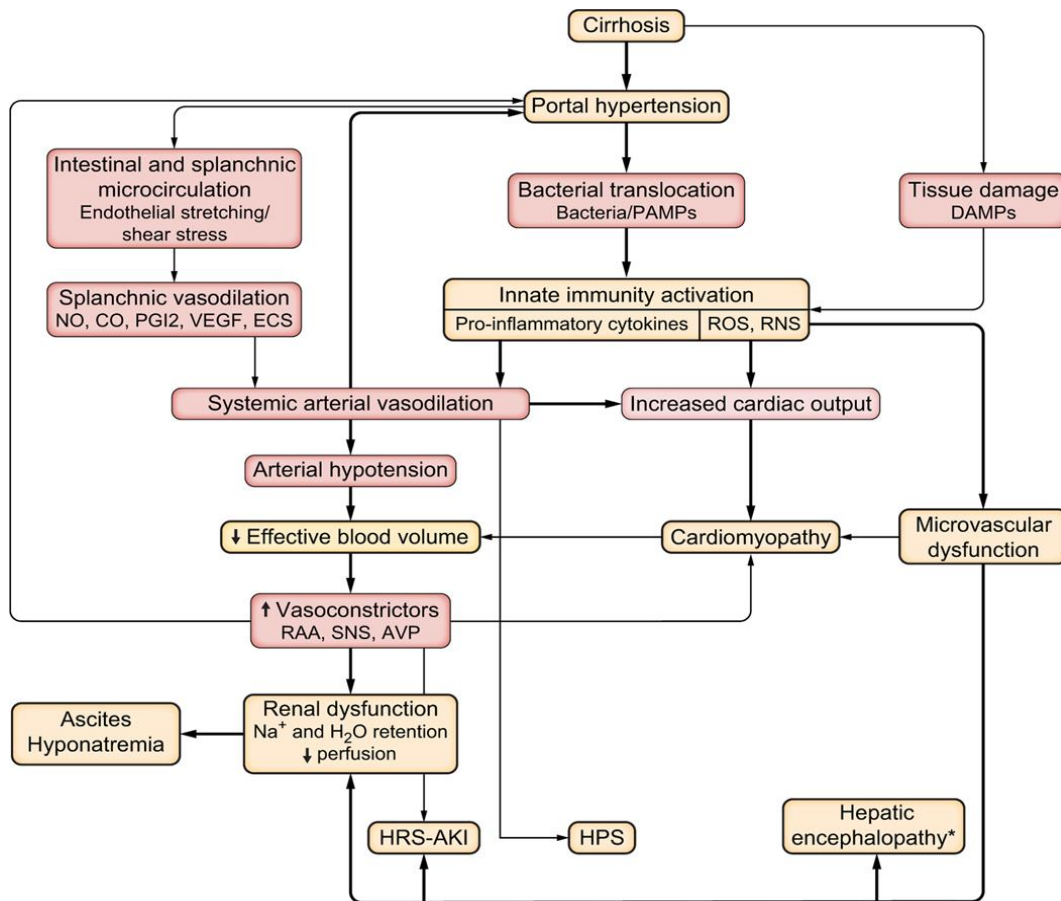 Cirrhosis
Portal hypertension
Intestinal and splanchnic
microcirculation
Endothelial stretching/
shear stress
Bacterial translocation
Bacteria/PAMPs
Tissue damage
DAMPs
Splanchnic vasodilation
NO, CO, PGI2, VEGF, ECS
Innate immunity activation
Pro-inflammatory cytokines
ROS, RNS
Systemic arterial vasodilation
Increased cardiac output
Arterial hypotension
↓ Effective blood volume
Cardiomyopathy
Microvascular
dysfunction
↑ Vasoconstrictors
RAA, SNS, AVP
Renal dysfunction
Na⁺ and H₂O retention
↓ perfusion
Ascites
Hyponatremia
HRS-AKI
HPS
Hepatic
encephalopathy*